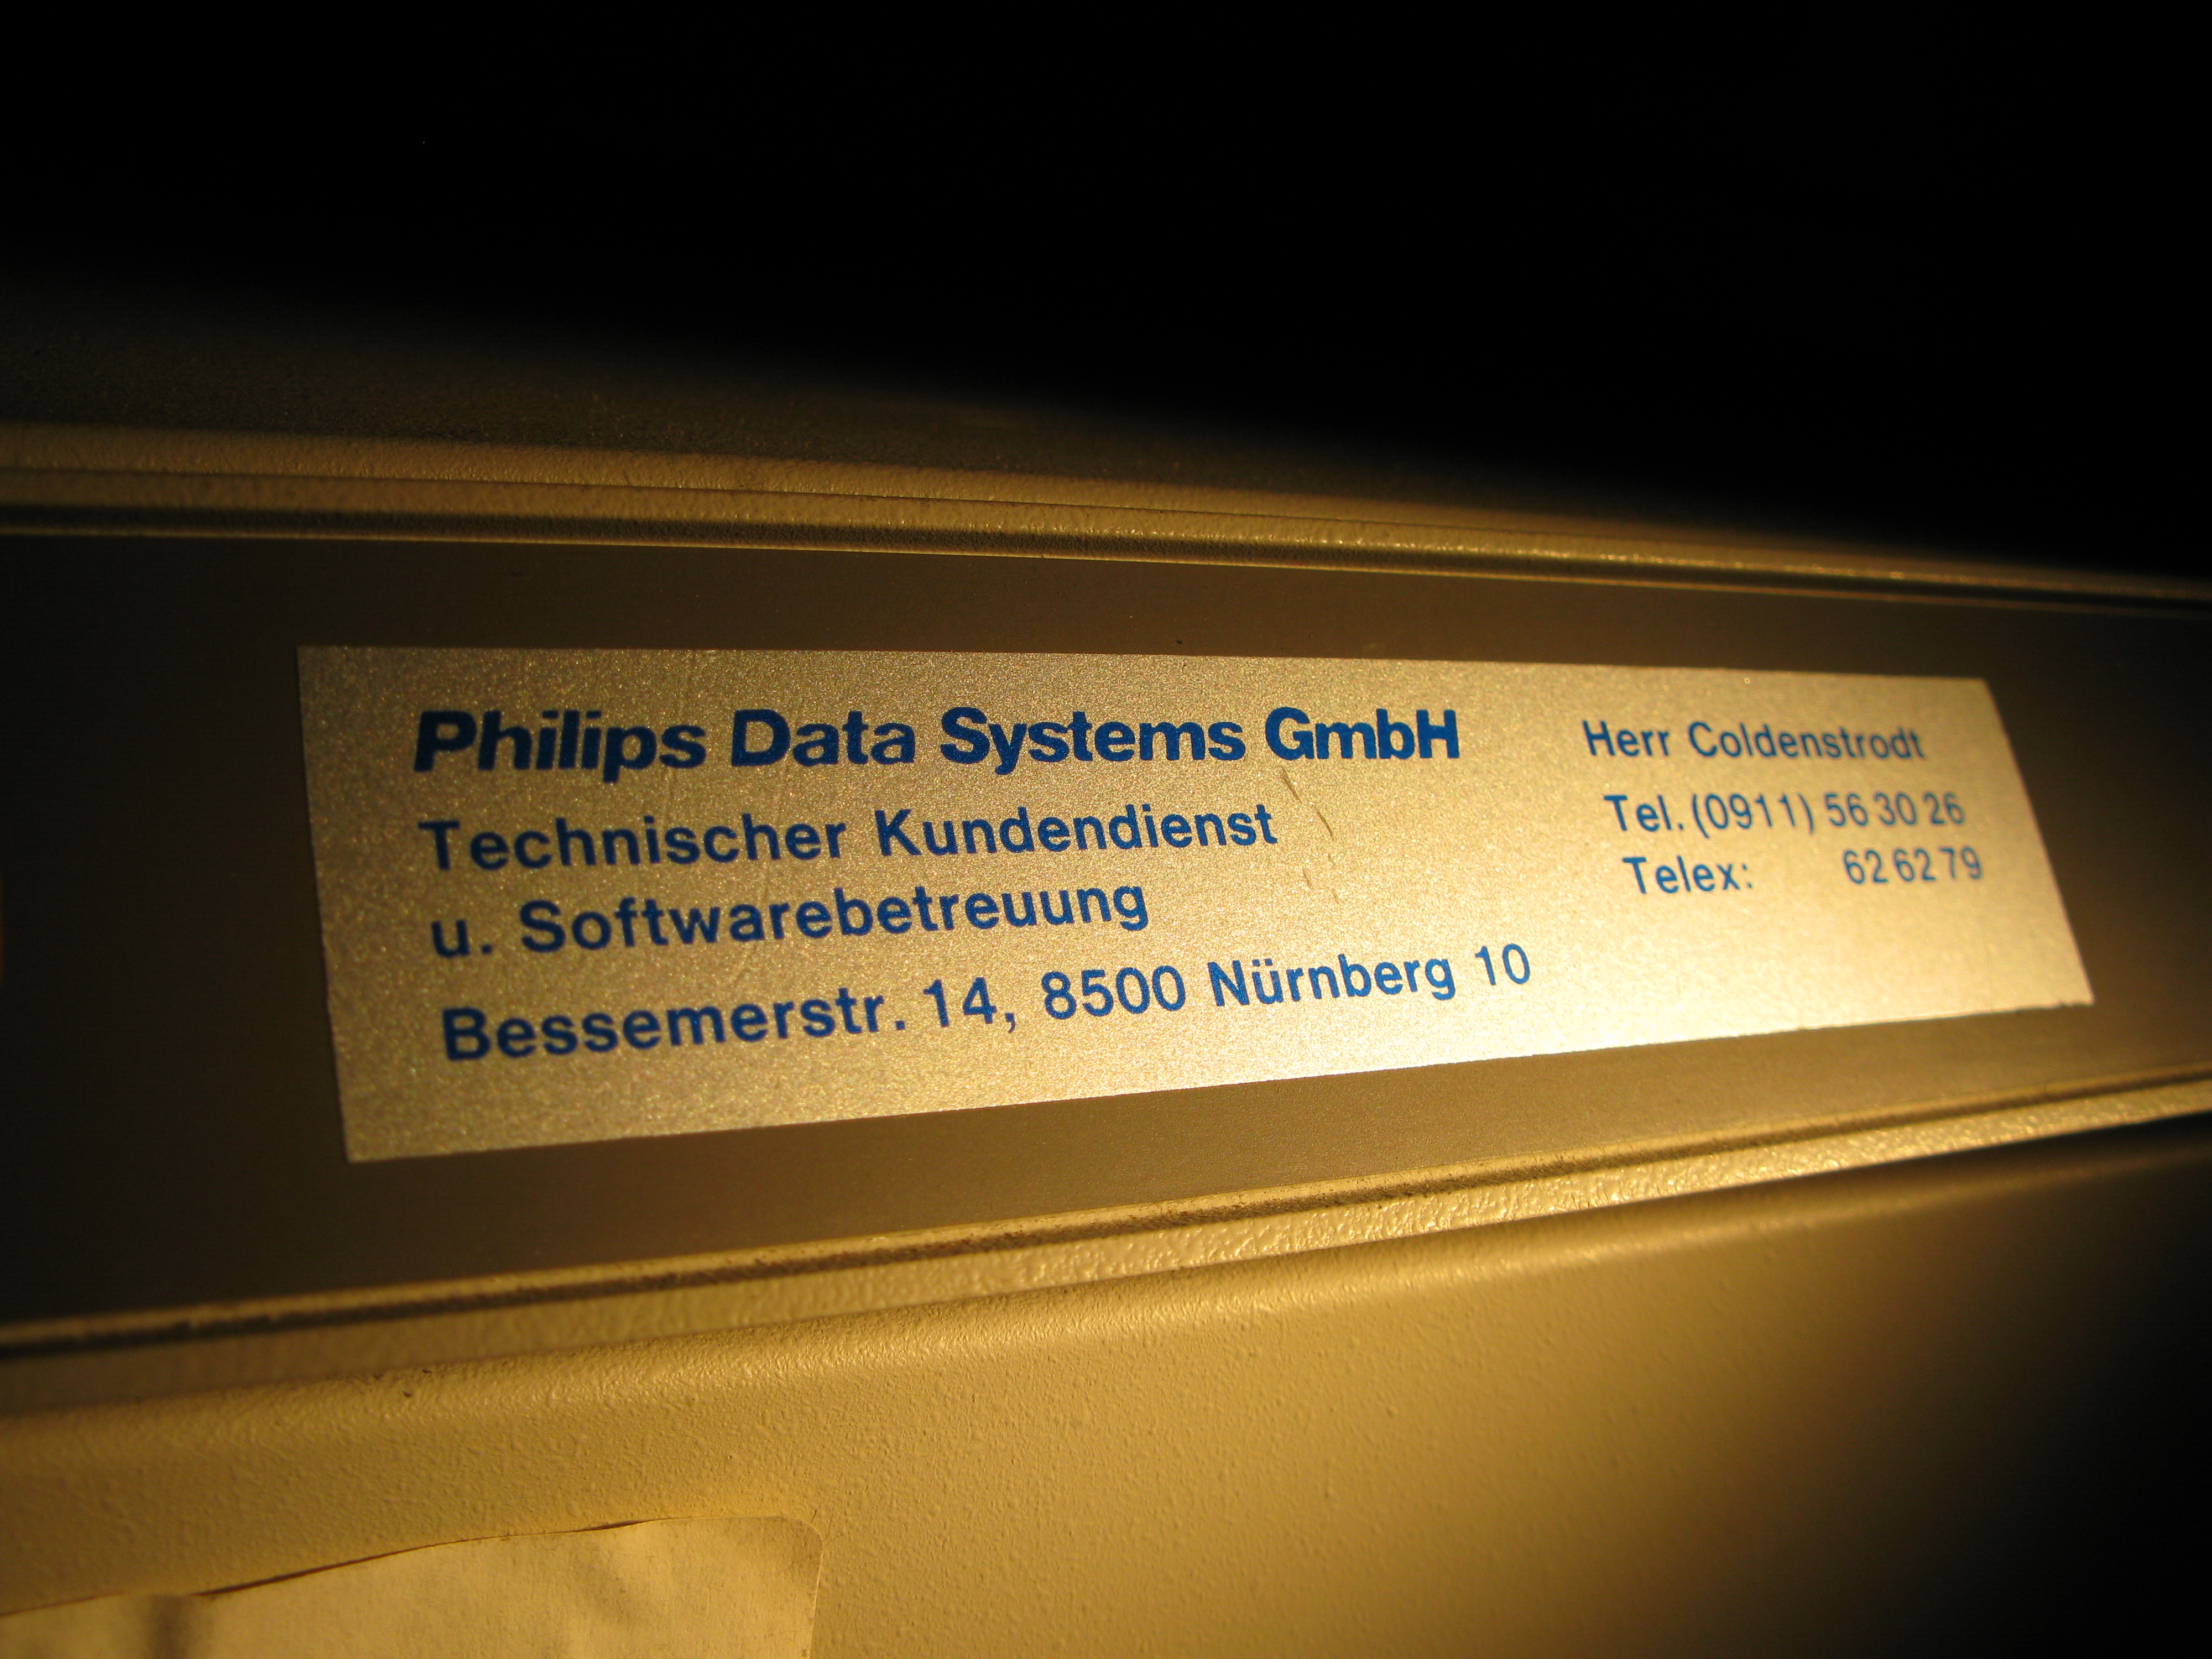 Philips Data Systems GmbH
Technischer Kundendienst
u. Softwarebetreuung
Bessemerstr. 14, 8500 Nürnberg 10
Herr Coldenstrodt
Tel. (0911) 56 30 26
Telex: 62 62 79